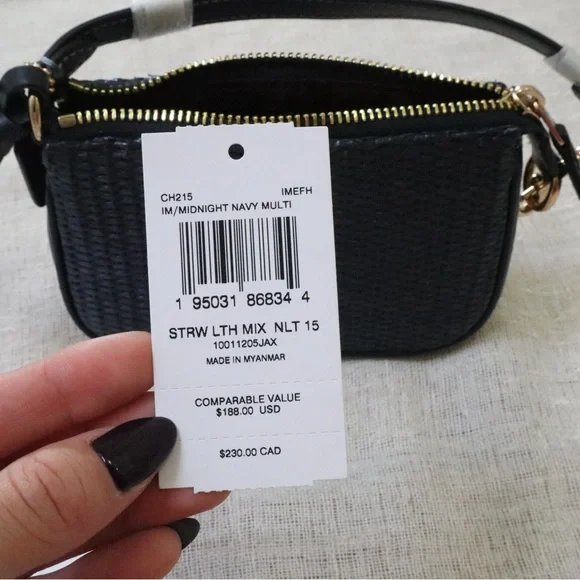 CH215 IMEFH
IM/MIDNIGHT NAVY MULTI
1 95031 86834 4
STRW LTH MIX NLT 15
10011205JAX
MADE IN MYANMAR
COMPARABLE VALUE
$188.00 USD
$230.00 CAD